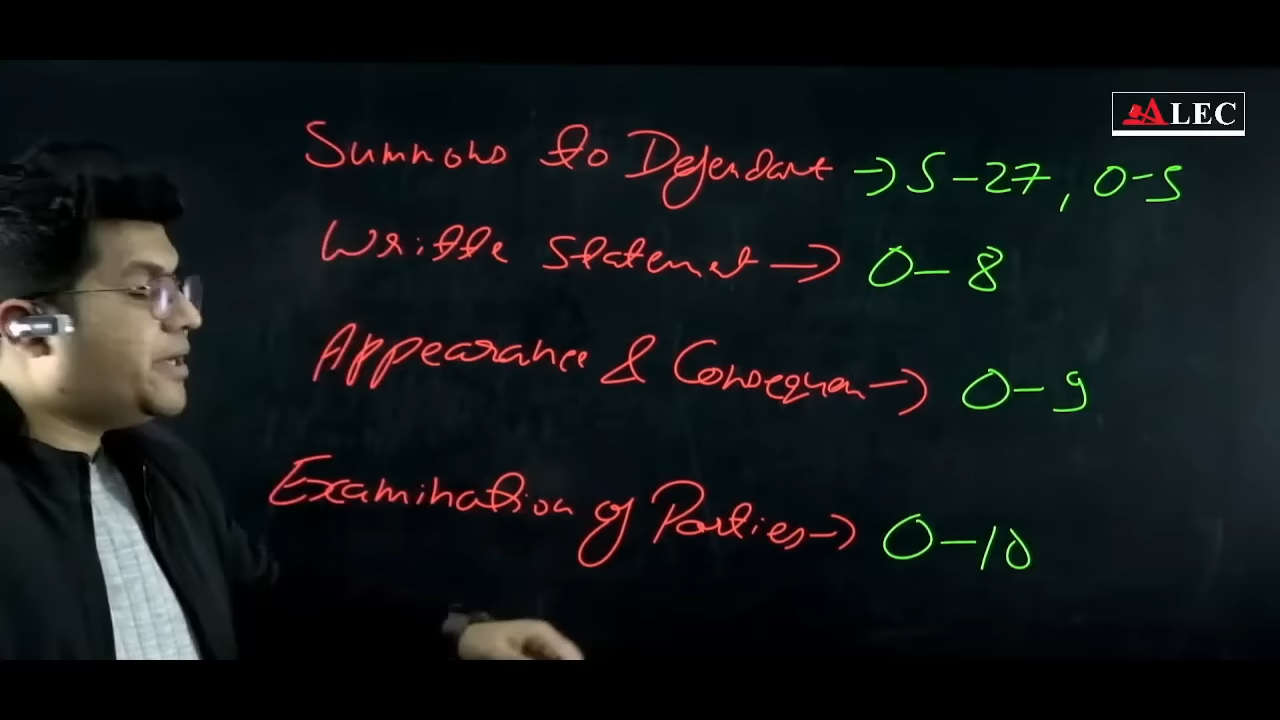 ALEC
Summons to Defendant → S-27, O-5
Writte Statement → O-8
Appearance & Consequen → O-9
Examination of Parties → O-10